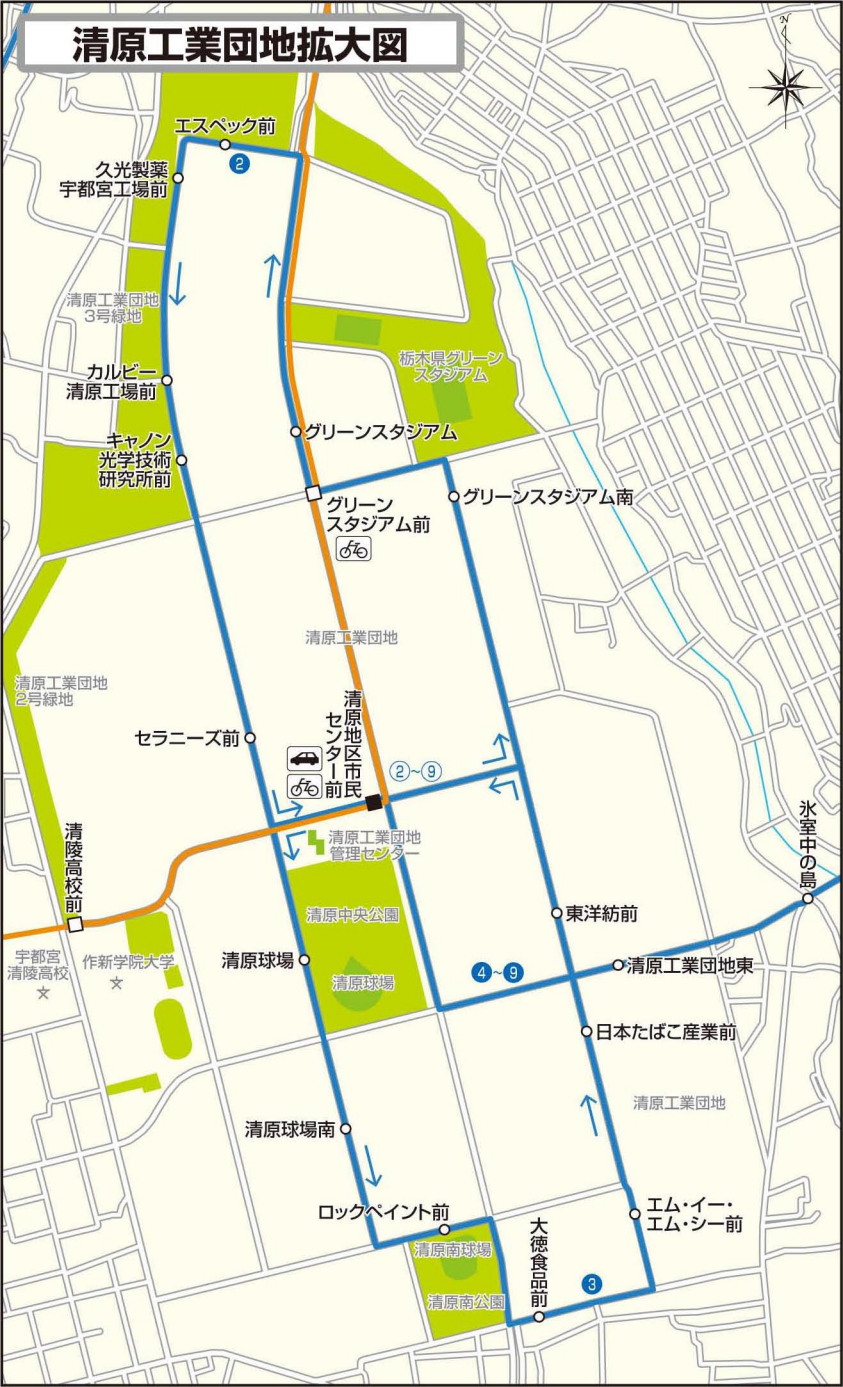 清原工業団地拡大図
N
エスペック前
②
久光製薬
宇都宮工場前
清原工業団地
3号緑地
栃木県グリーン
スタジアム
カルビー
清原工場前
キャノン
光学技術
研究所前
グリーンスタジアム
グリーン
スタジアム前
グリーンスタジアム南
清原工業団地
清原工業団地
2号緑地
セラニーズ前
清原地区市民
センター前
②~⑨
清原工業団地
管理センター
清陵高校前
氷室中の島
清原中央公園
東洋紡前
宇都宮
清陵高校
作新学院大学
清原球場
清原球場
④~⑨
清原工業団地東
日本たばこ産業前
清原工業団地
清原球場南
ロックペイント前
エム・イー・
エム・シー前
大徳食品前
清原南球場
清原南公園
③